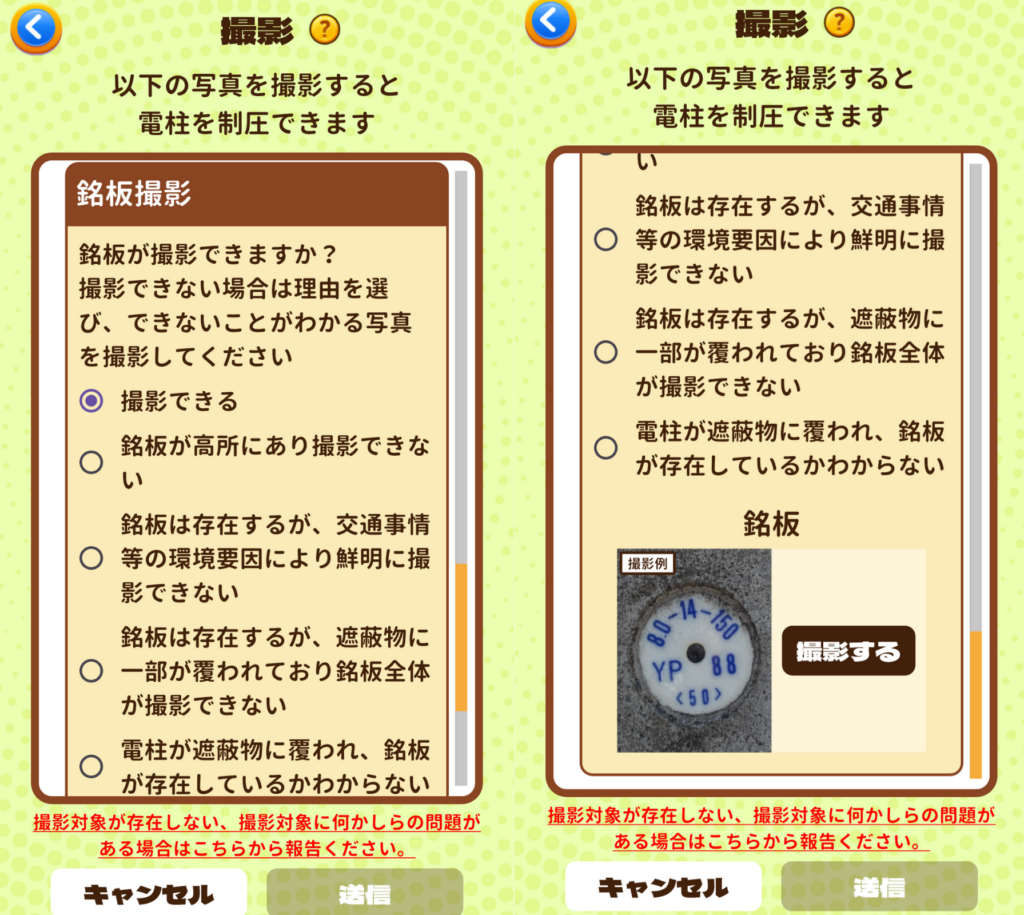 撮影 ?
以下の写真を撮影すると
電柱を制圧できます
銘板撮影
銘板が撮影できますか？
撮影できない場合は理由を選
び、できないことがわかる写真
を撮影してください
撮影できる
銘板が高所にあり撮影できな
い
銘板は存在するが、交通事情
等の環境要因により鮮明に撮
影できない
銘板は存在するが、遮蔽物に
一部が覆われており銘板全体
が撮影できない
電柱が遮蔽物に覆われ、銘板
が存在しているかわからない
撮影対象が存在しない、撮影対象に何かしらの問題が
ある場合はこちらから報告ください。
キャンセル
送信
撮影 ?
以下の写真を撮影すると
電柱を制圧できます
い
銘板は存在するが、交通事情
等の環境要因により鮮明に撮
影できない
銘板は存在するが、遮蔽物に
一部が覆われており銘板全体
が撮影できない
電柱が遮蔽物に覆われ、銘板
が存在しているかわからない
銘板
撮影例
8.0-14-150
YP 88
<50>
撮影する
撮影対象が存在しない、撮影対象に何かしらの問題が
ある場合はこちらから報告ください。
キャンセル
送信